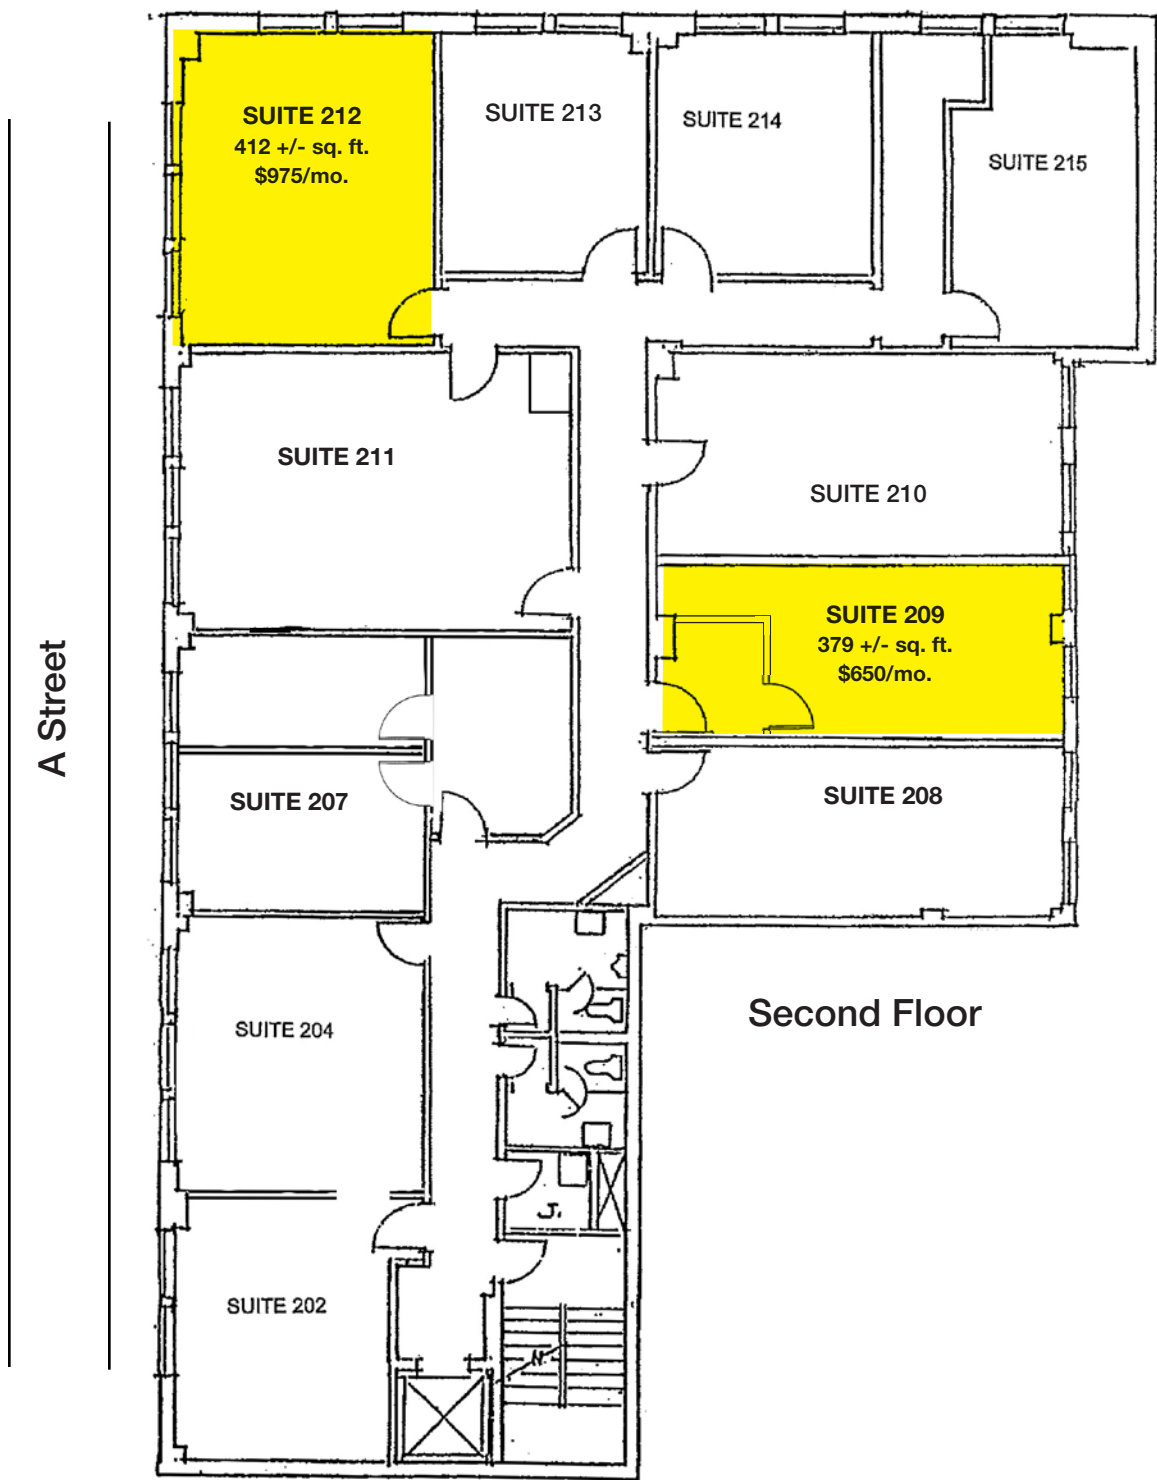 SUITE 212
412 +/- sq. ft.
$975/mo.
SUITE 213
SUITE 214
SUITE 215
SUITE 211
SUITE 210
SUITE 209
379 +/- sq. ft.
$650/mo.
A Street
SUITE 207
SUITE 208
Second Floor
SUITE 204
J.
SUITE 202
N